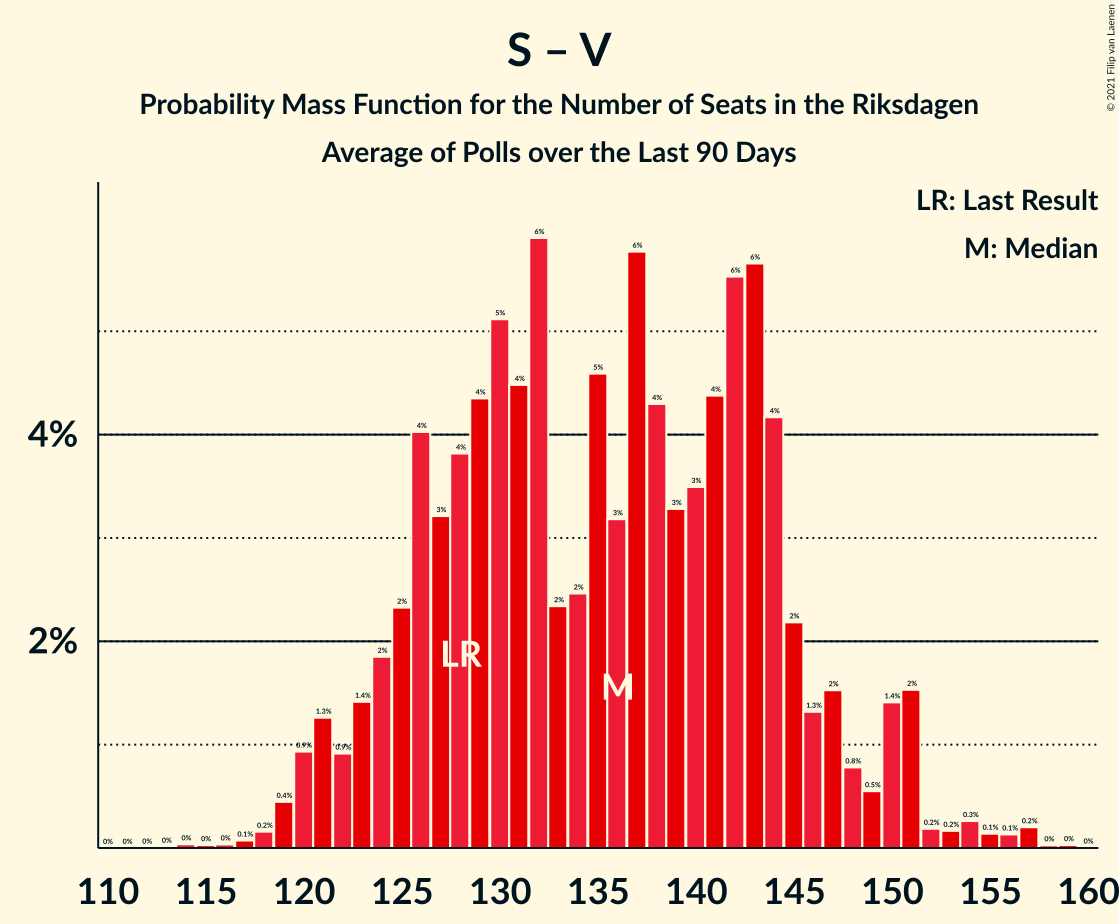 S – V
Probability Mass Function for the Number of Seats in the Riksdagen
Average of Polls over the Last 90 Days
© 2021 Filip van Laenen
LR: Last Result
M: Median
4%
2%
0% 0% 0% 0% 0% 0% 0% 0.1% 0.2% 0.4% 0.9% 1.3% 0.9% 1.4% 2% 2% 4% 3% 4% 4% 5% 4% 6% 2% 2% 5% 3% 6% 4% 3% 3% 4% 6% 6% 4% 2% 1.3% 2% 0.8% 0.5% 1.4% 2% 0.2% 0.2% 0.3% 0.1% 0.1% 0.2% 0% 0% 0%
LR
M
110 115 120 125 130 135 140 145 150 155 160